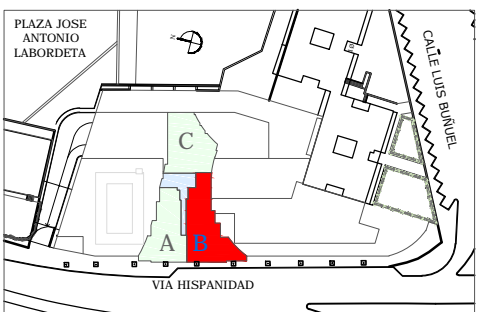 PLAZA JOSE
ANTONIO
LABORDETA
N
CALLE LUIS BUÑUEL
C
A
B
VIA HISPANIDAD